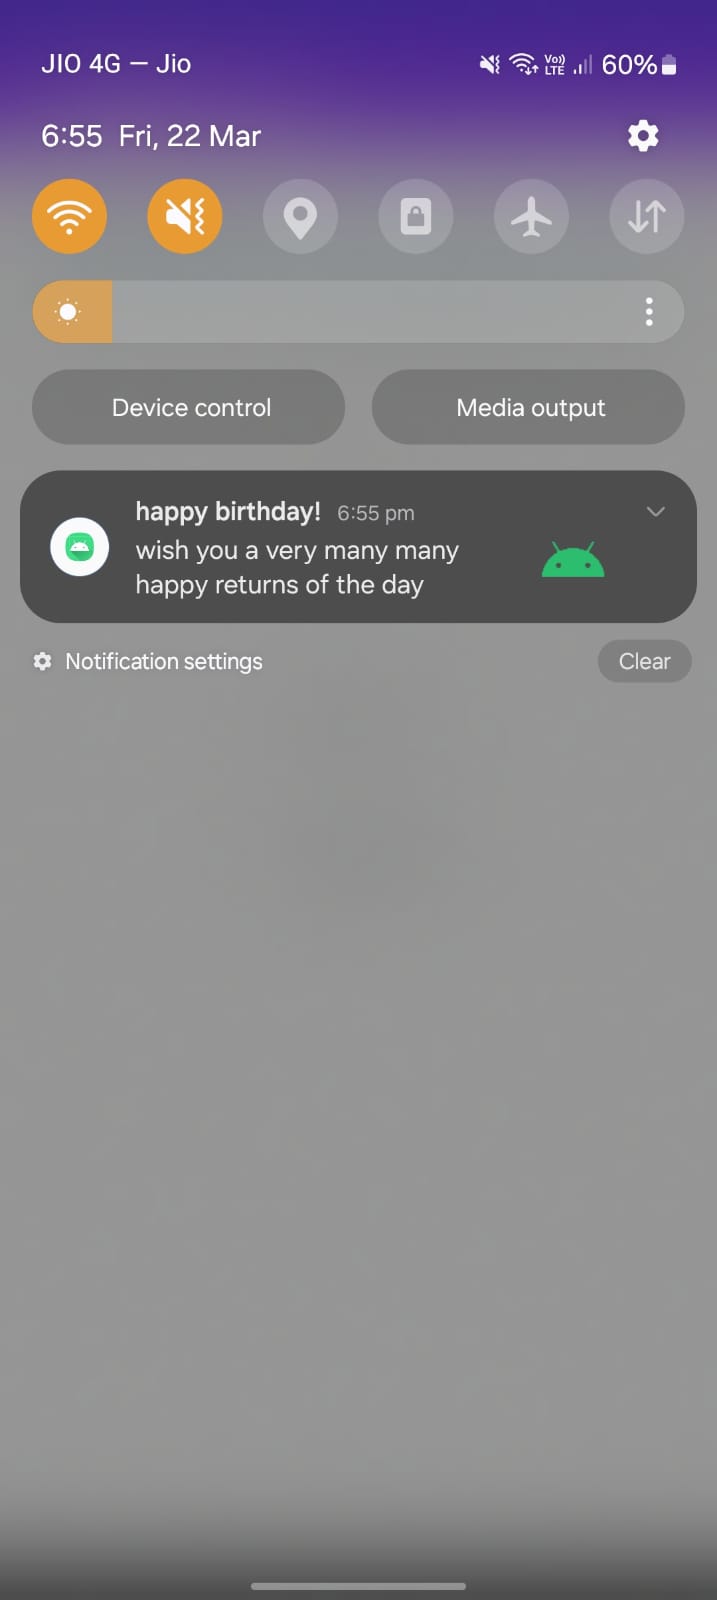 JIO 4G — Jio
Vo))
LTE
60%
6:55 Fri, 22 Mar
Device control
Media output
happy birthday! 6:55 pm
wish you a very many many
happy returns of the day
Notification settings
Clear